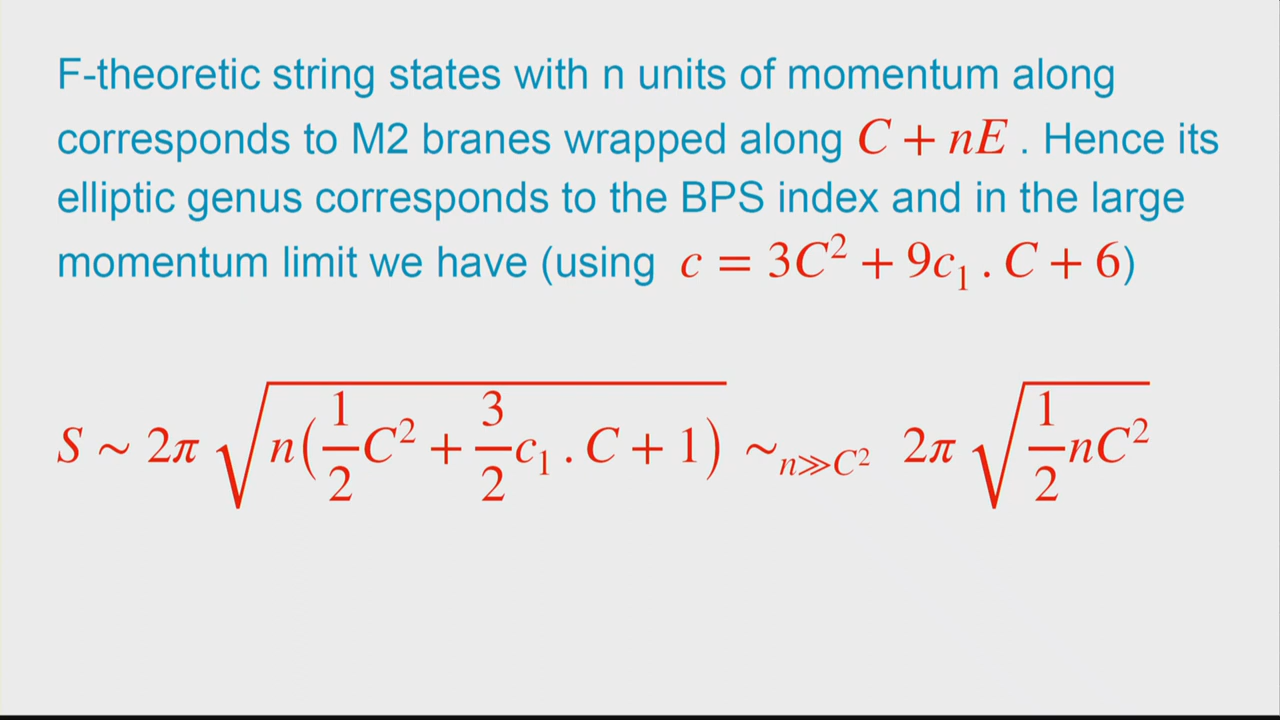 F-theoretic string states with n units of momentum along
corresponds to M2 branes wrapped along C + nE . Hence its
elliptic genus corresponds to the BPS index and in the large
momentum limit we have (using c = 3C² + 9c₁ . C + 6)
S ∼ 2π √(n(1/2 C² + 3/2 c₁ . C + 1)) ∼ₙ≫C² 2π √(1/2 nC²)